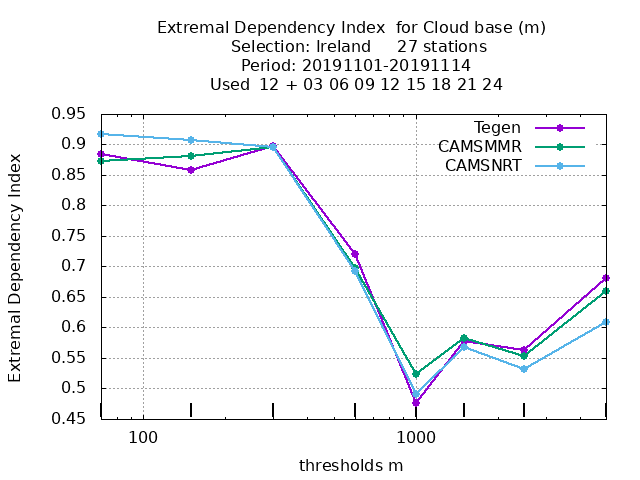 Extremal Dependency Index  for Cloud base (m)
Selection: Ireland     27 stations
Period: 20191101-20191114
Used  12 + 03 06 09 12 15 18 21 24
Extremal Dependency Index
0.95
0.9
0.85
0.8
0.75
0.7
0.65
0.6
0.55
0.5
0.45
Tegen
CAMSMMR
CAMSNRT
100
1000
thresholds m